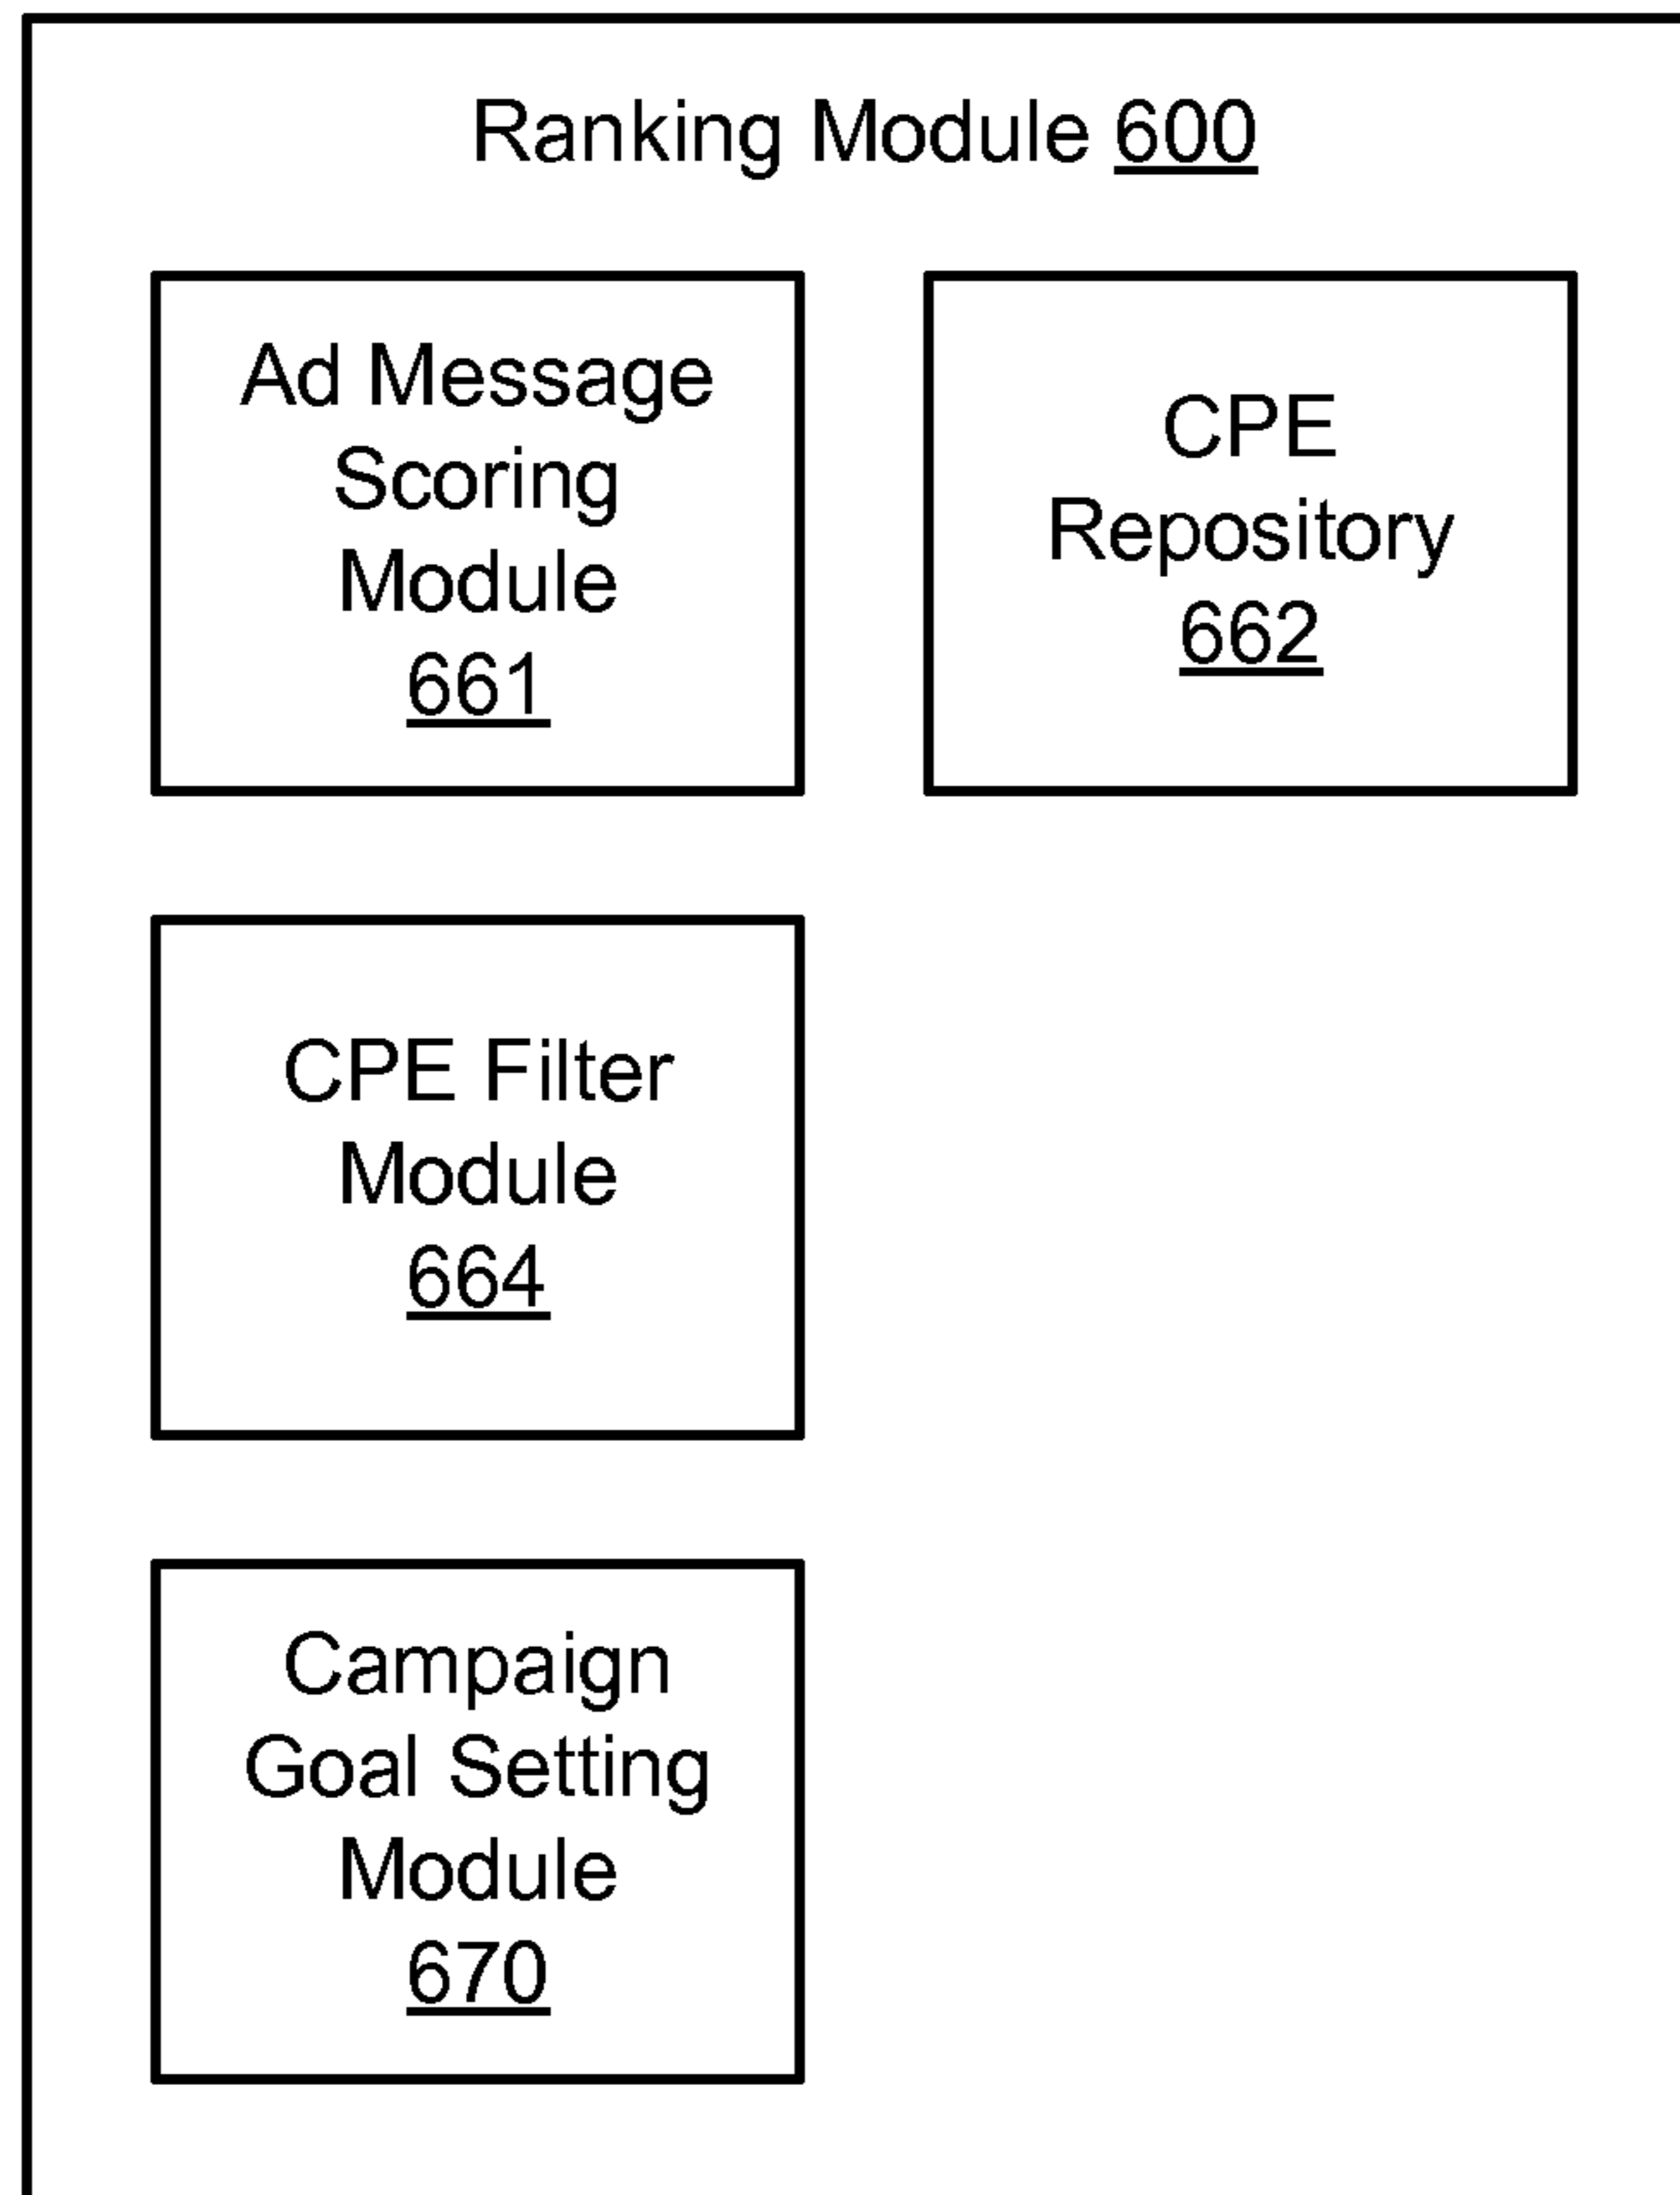 Ranking Module 600
Ad Message
Scoring
Module
661
CPE
Repository
662
CPE Filter
Module
664
Campaign
Goal Setting
Module
670